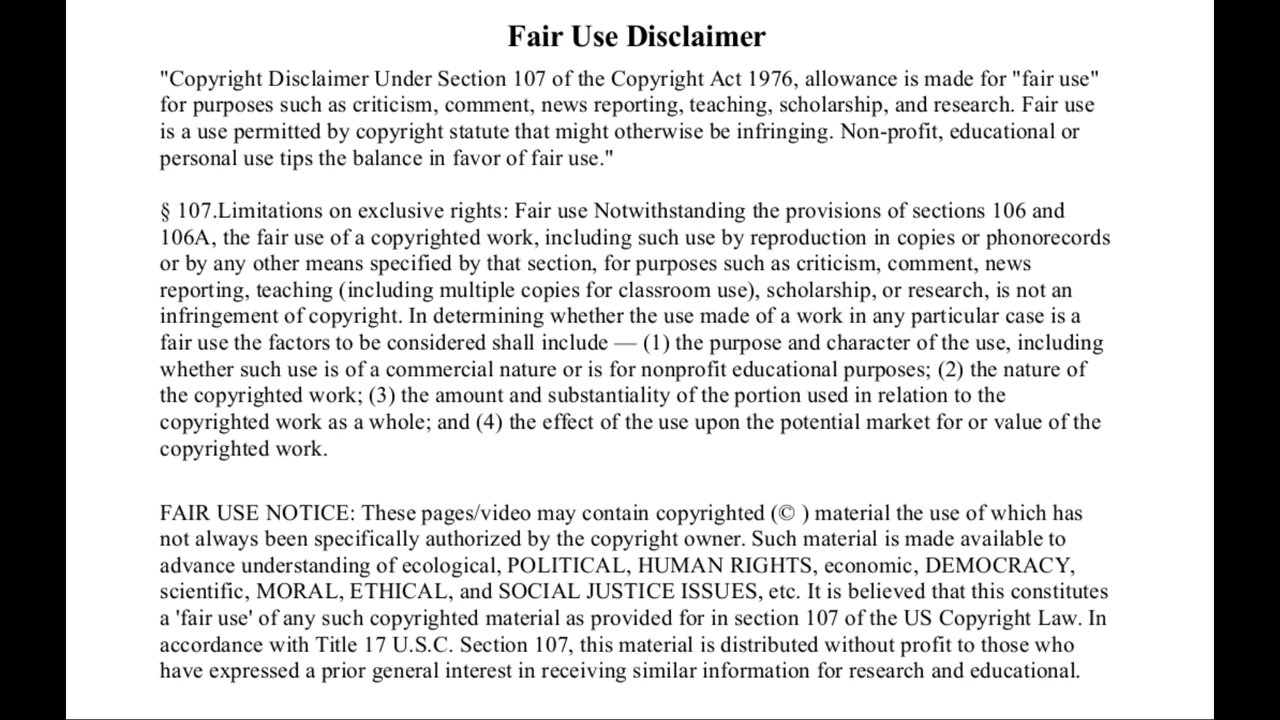 Fair Use Disclaimer
"Copyright Disclaimer Under Section 107 of the Copyright Act 1976, allowance is made for "fair use"
for purposes such as criticism, comment, news reporting, teaching, scholarship, and research. Fair use
is a use permitted by copyright statute that might otherwise be infringing. Non-profit, educational or
personal use tips the balance in favor of fair use."
§ 107.Limitations on exclusive rights: Fair use Notwithstanding the provisions of sections 106 and
106A, the fair use of a copyrighted work, including such use by reproduction in copies or phonorecords
or by any other means specified by that section, for purposes such as criticism, comment, news
reporting, teaching (including multiple copies for classroom use), scholarship, or research, is not an
infringement of copyright. In determining whether the use made of a work in any particular case is a
fair use the factors to be considered shall include — (1) the purpose and character of the use, including
whether such use is of a commercial nature or is for nonprofit educational purposes; (2) the nature of
the copyrighted work; (3) the amount and substantiality of the portion used in relation to the
copyrighted work as a whole; and (4) the effect of the use upon the potential market for or value of the
copyrighted work.
FAIR USE NOTICE: These pages/video may contain copyrighted (© ) material the use of which has
not always been specifically authorized by the copyright owner. Such material is made available to
advance understanding of ecological, POLITICAL, HUMAN RIGHTS, economic, DEMOCRACY,
scientific, MORAL, ETHICAL, and SOCIAL JUSTICE ISSUES, etc. It is believed that this constitutes
a 'fair use' of any such copyrighted material as provided for in section 107 of the US Copyright Law. In
accordance with Title 17 U.S.C. Section 107, this material is distributed without profit to those who
have expressed a prior general interest in receiving similar information for research and educational.